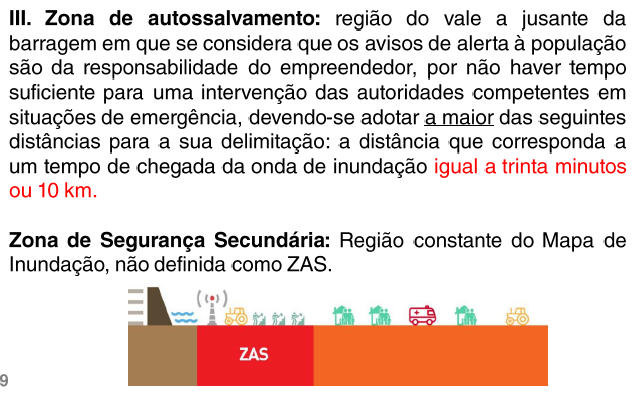 III. Zona de autossalvamento: região do vale a jusante da
barragem em que se considera que os avisos de alerta à população
são da responsabilidade do empreendedor, por não haver tempo
suficiente para uma intervenção das autoridades competentes em
situações de emergência, devendo-se adotar a maior das seguintes
distâncias para a sua delimitação: a distância que corresponda a
um tempo de chegada da onda de inundação igual a trinta minutos
ou 10 km.
Zona de Segurança Secundária: Região constante do Mapa de
Inundação, não definida como ZAS.
ZAS
9